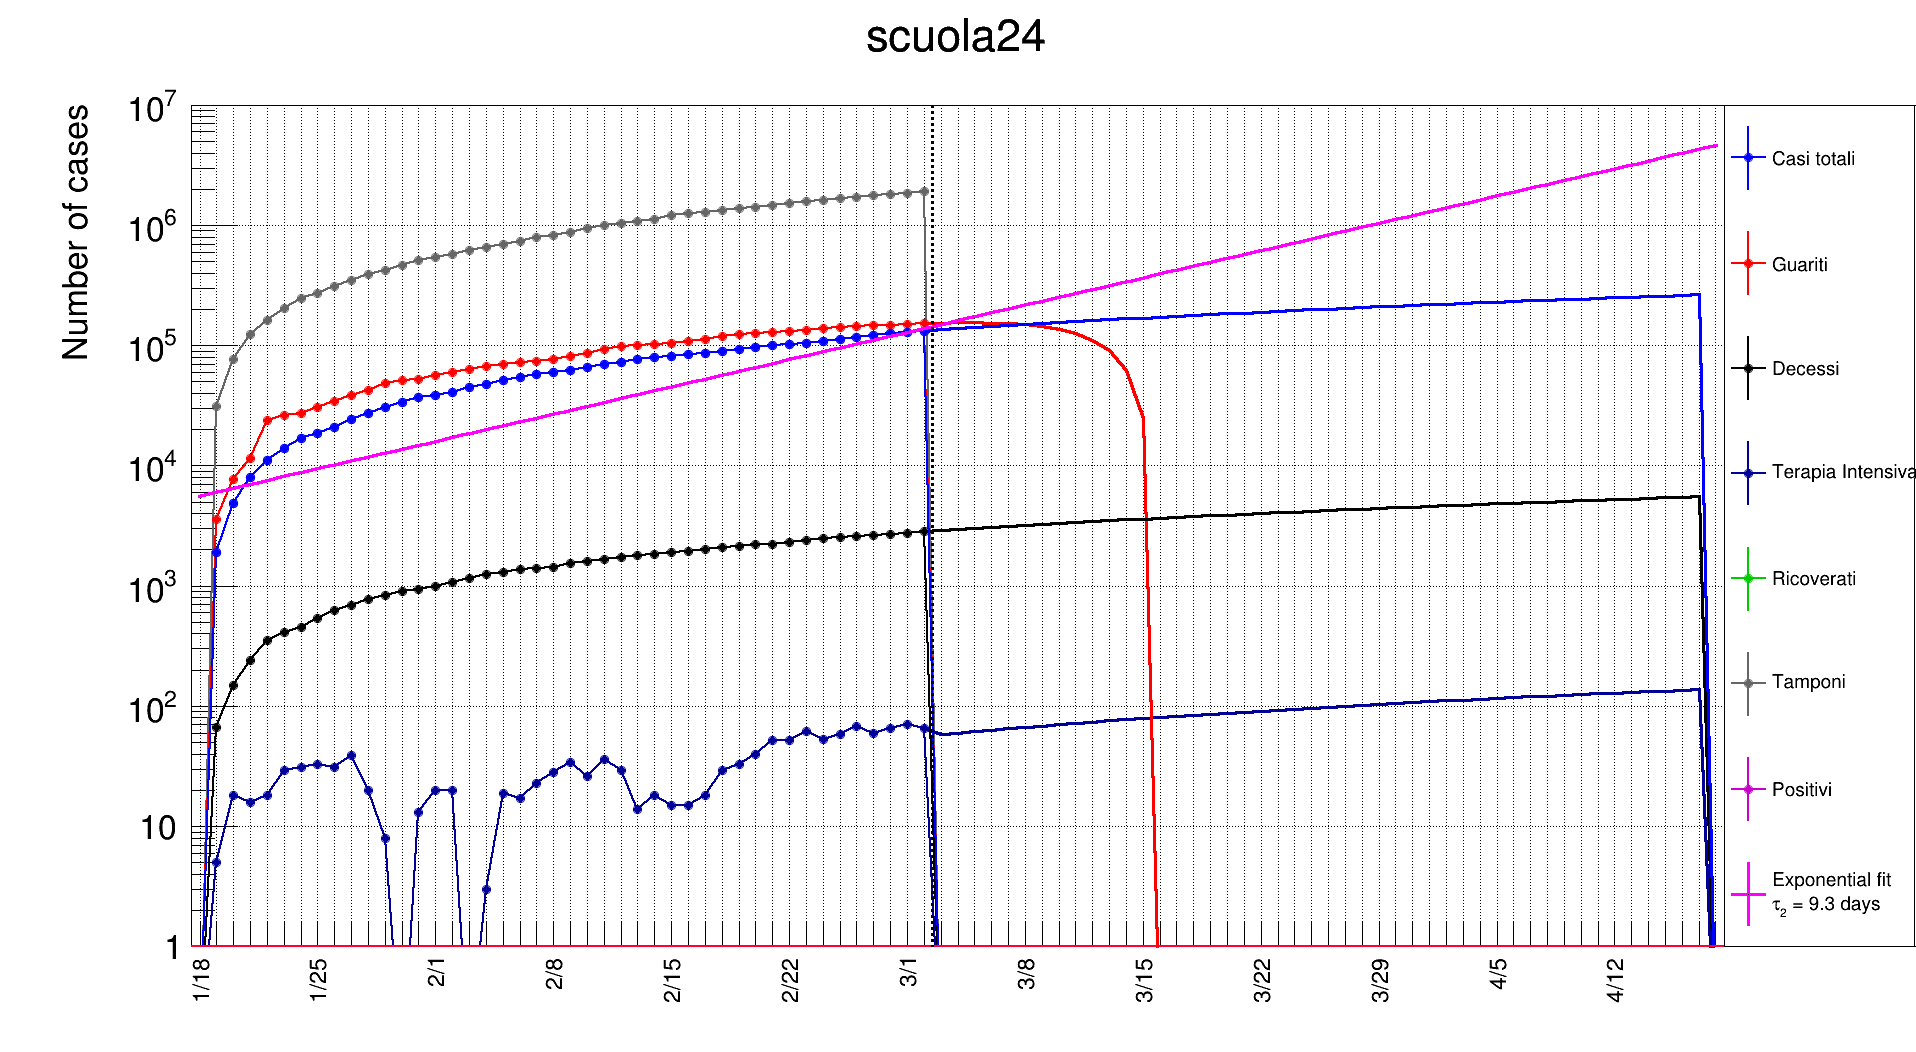 scuola24
Number of cases
10^7
10^6
10^5
10^4
10^3
10^2
10
1
1/18
1/25
2/1
2/8
2/15
2/22
3/1
3/8
3/15
3/22
3/29
4/5
4/12
Casi totali
Guariti
Decessi
Terapia Intensiva
Ricoverati
Tamponi
Positivi
Exponential fit
τ₂ = 9.3 days